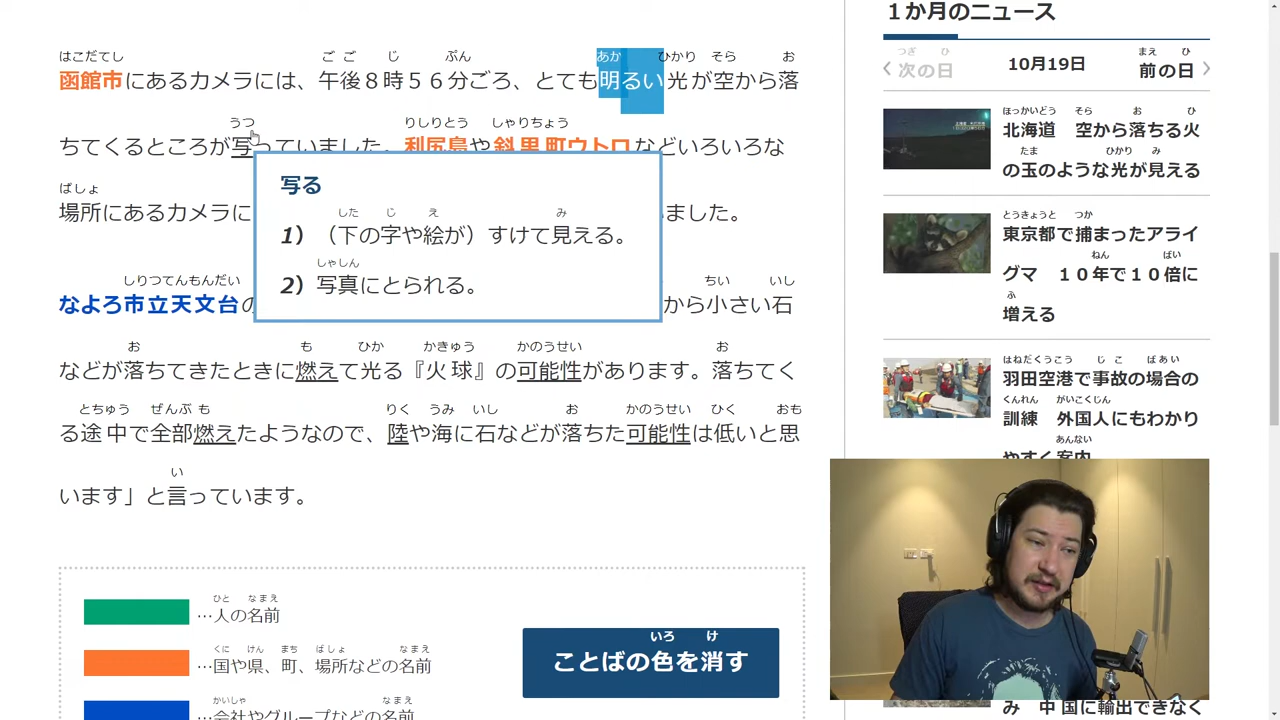 函館市にあるカメラには、午後８時５６分ごろ、とても明るい光が空から落
ちてくるところが写っていました。利尻島や斜里町ウトロなどいろいろな
場所にあるカメラに
いました。
写る
1）（下の字や絵が）すけて見える。
2）写真にとられる。
なよろ市立天文台の
から小さい石
などが落ちてきたときに燃えて光る『火球』の可能性があります。落ちてく
る途中で全部燃えたようなので、陸や海に石などが落ちた可能性は低いと思
います」と言っています。
…人の名前
…国や県、町、場所などの名前
…会社やグループなどの名前
ことばの色を消す
１か月のニュース
次の日
10月19日
前の日
北海道　空から落ちる火
の玉のような光が見える
東京都で捕まったアライ
グマ　１０年で１０倍に
増える
羽田空港で事故の場合の
訓練　外国人にもわかり
やすく案内
み　中国に輸出できなく